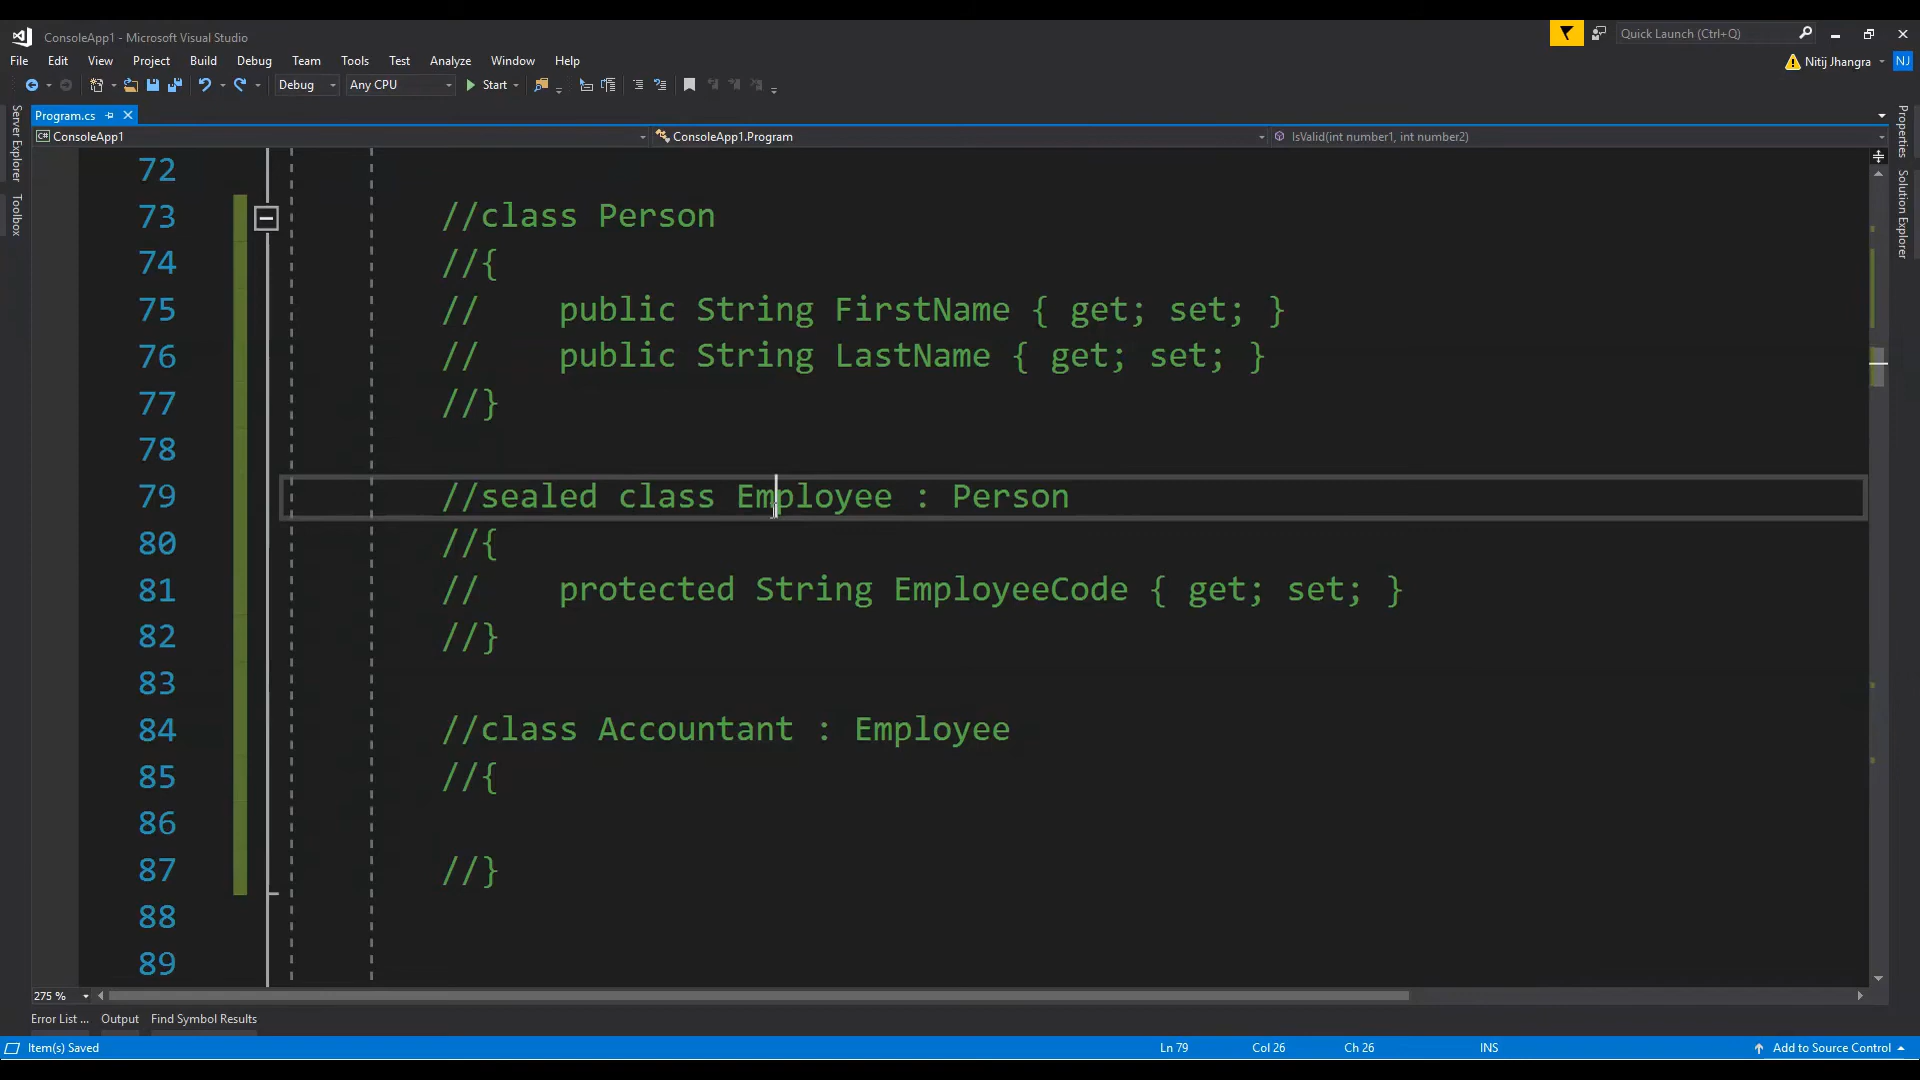 ConsoleApp1 - Microsoft Visual Studio
Quick Launch (Ctrl+Q)
File Edit View Project Build Debug Team Tools Test Analyze Window Help
Nitij Jhangra NJ
Debug Any CPU Start
Program.cs
ConsoleApp1 ConsoleApp1.Program IsValid(int number1, int number2)
Server Explorer
Toolbox
Properties
Solution Explorer
72
73 //class Person
74 //{
75 // public String FirstName { get; set; }
76 // public String LastName { get; set; }
77 //}
78
79 //sealed class Employee : Person
80 //{
81 // protected String EmployeeCode { get; set; }
82 //}
83
84 //class Accountant : Employee
85 //{
86
87 //}
88
89
275 %
Error List ... Output Find Symbol Results
Item(s) Saved Ln 79 Col 26 Ch 26 INS Add to Source Control